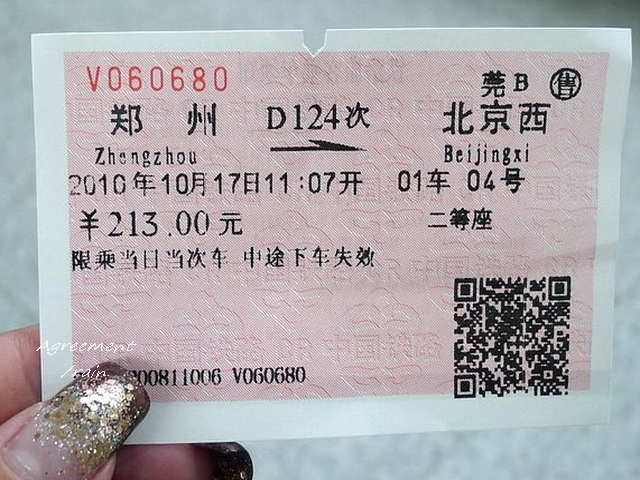 V060680 莞B 售
郑州 D124次 北京西
Zhengzhou Beijingxi
2010年10月17日11:07开 01车 04号
￥213.00元 二等座
限乘当日当次车 中途下车失效
Agreement
/rain
00811006 V060680